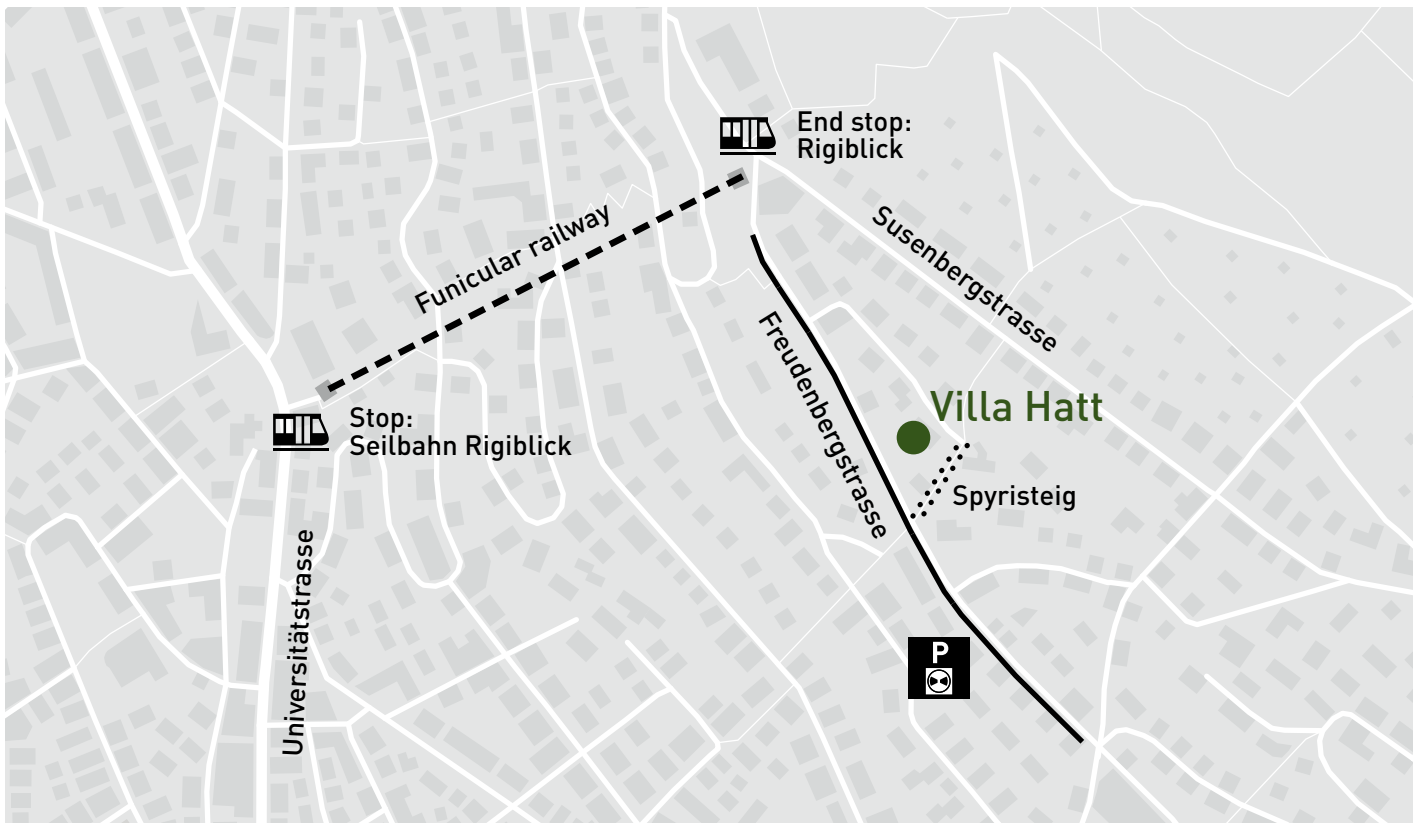 End stop:
Rigiblick
Susenbergstrasse
Funicular railway
Freudenbergstrasse
Villa Hatt
Stop:
Seilbahn Rigiblick
Spyristeig
Universitätstrasse
P